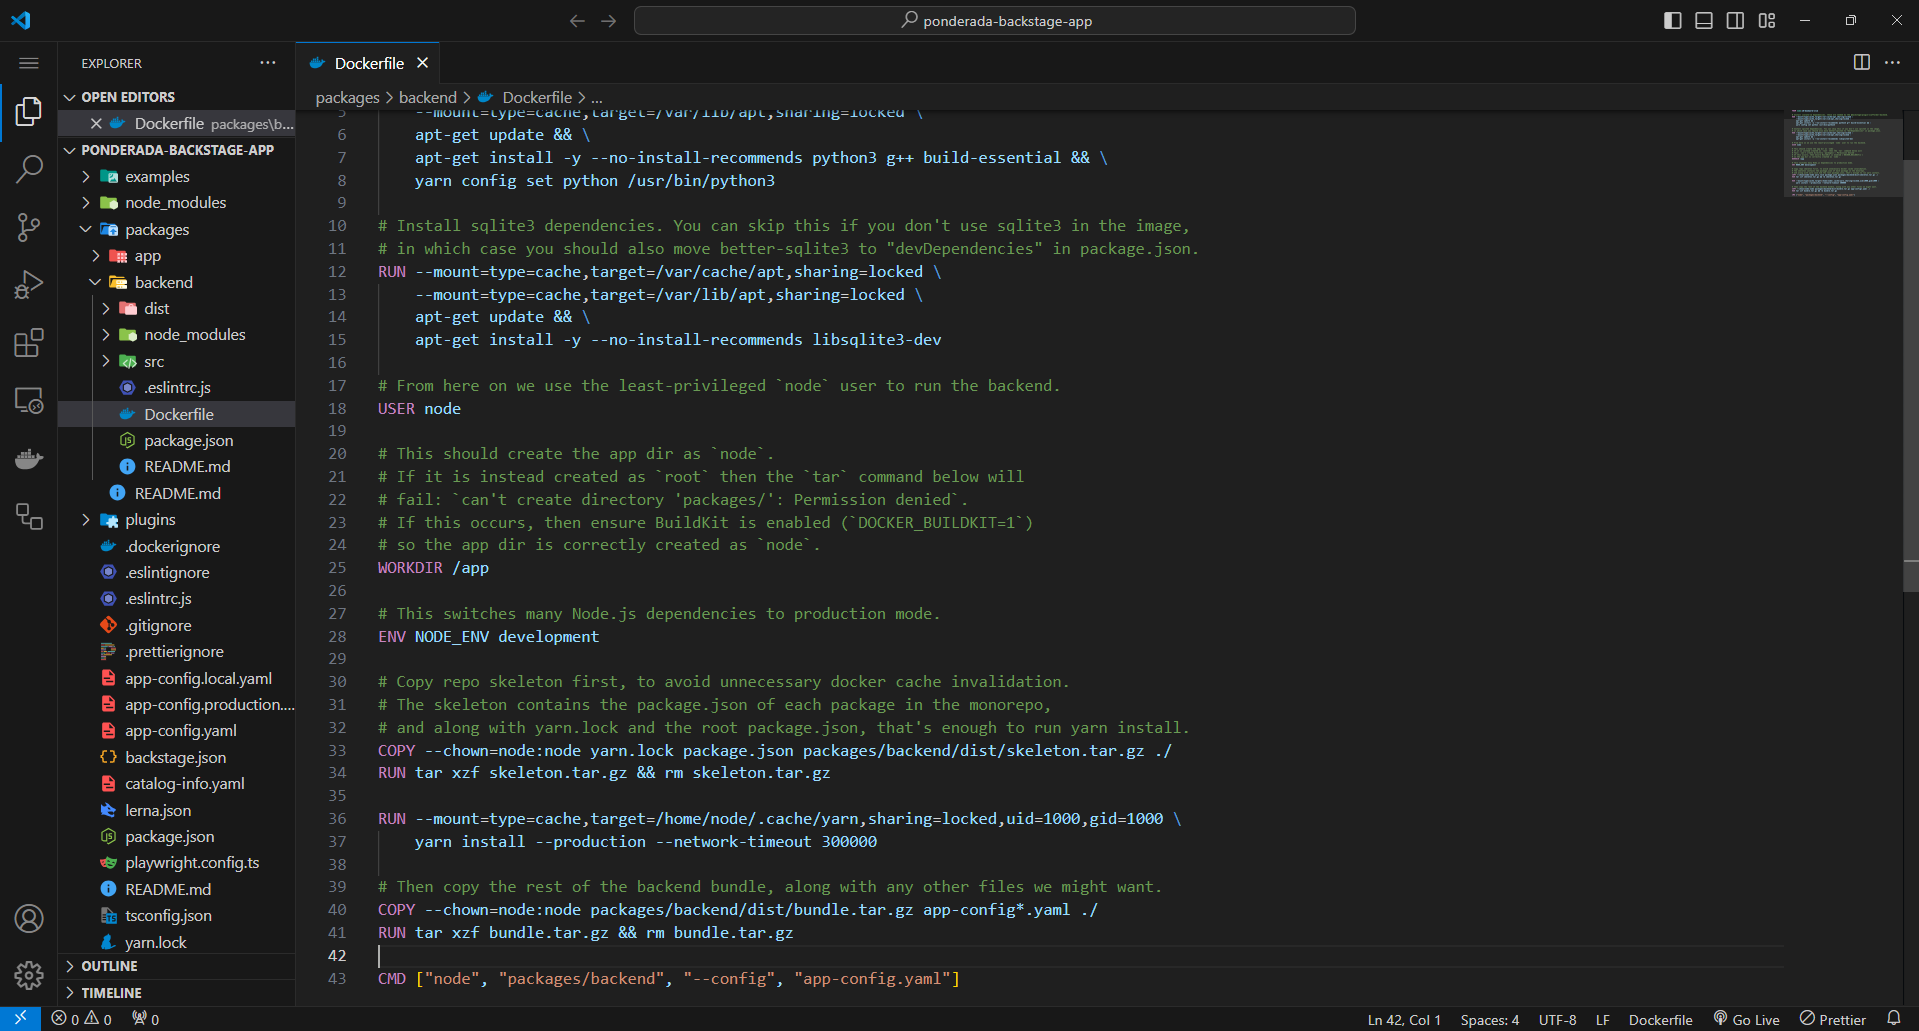 ponderada-backstage-app
EXPLORER
OPEN EDITORS
Dockerfile packages\b...
PONDERADA-BACKSTAGE-APP
examples
node_modules
packages
app
backend
dist
node_modules
src
.eslintrc.js
Dockerfile
package.json
README.md
README.md
plugins
.dockerignore
.eslintignore
.eslintrc.js
.gitignore
.prettierignore
app-config.local.yaml
app-config.production....
app-config.yaml
backstage.json
catalog-info.yaml
lerna.json
package.json
playwright.config.ts
README.md
tsconfig.json
yarn.lock
OUTLINE
TIMELINE
Dockerfile
packages > backend > Dockerfile > ...
5 --mount=type=cache,target=/var/lib/apt,sharing=locked \
6 apt-get update && \
7 apt-get install -y --no-install-recommends python3 g++ build-essential && \
8 yarn config set python /usr/bin/python3
9
10 # Install sqlite3 dependencies. You can skip this if you don't use sqlite3 in the image,
11 # in which case you should also move better-sqlite3 to "devDependencies" in package.json.
12 RUN --mount=type=cache,target=/var/cache/apt,sharing=locked \
13 --mount=type=cache,target=/var/lib/apt,sharing=locked \
14 apt-get update && \
15 apt-get install -y --no-install-recommends libsqlite3-dev
16
17 # From here on we use the least-privileged `node` user to run the backend.
18 USER node
19
20 # This should create the app dir as `node`.
21 # If it is instead created as `root` then the `tar` command below will
22 # fail: `can't create directory 'packages/': Permission denied`.
23 # If this occurs, then ensure BuildKit is enabled (`DOCKER_BUILDKIT=1`)
24 # so the app dir is correctly created as `node`.
25 WORKDIR /app
26
27 # This switches many Node.js dependencies to production mode.
28 ENV NODE_ENV development
29
30 # Copy repo skeleton first, to avoid unnecessary docker cache invalidation.
31 # The skeleton contains the package.json of each package in the monorepo,
32 # and along with yarn.lock and the root package.json, that's enough to run yarn install.
33 COPY --chown=node:node yarn.lock package.json packages/backend/dist/skeleton.tar.gz ./
34 RUN tar xzf skeleton.tar.gz && rm skeleton.tar.gz
35
36 RUN --mount=type=cache,target=/home/node/.cache/yarn,sharing=locked,uid=1000,gid=1000 \
37 yarn install --production --network-timeout 300000
38
39 # Then copy the rest of the backend bundle, along with any other files we might want.
40 COPY --chown=node:node packages/backend/dist/bundle.tar.gz app-config*.yaml ./
41 RUN tar xzf bundle.tar.gz && rm bundle.tar.gz
42
43 CMD ["node", "packages/backend", "--config", "app-config.yaml"]
0 0 0
Ln 42, Col 1 Spaces: 4 UTF-8 LF Dockerfile Go Live Prettier